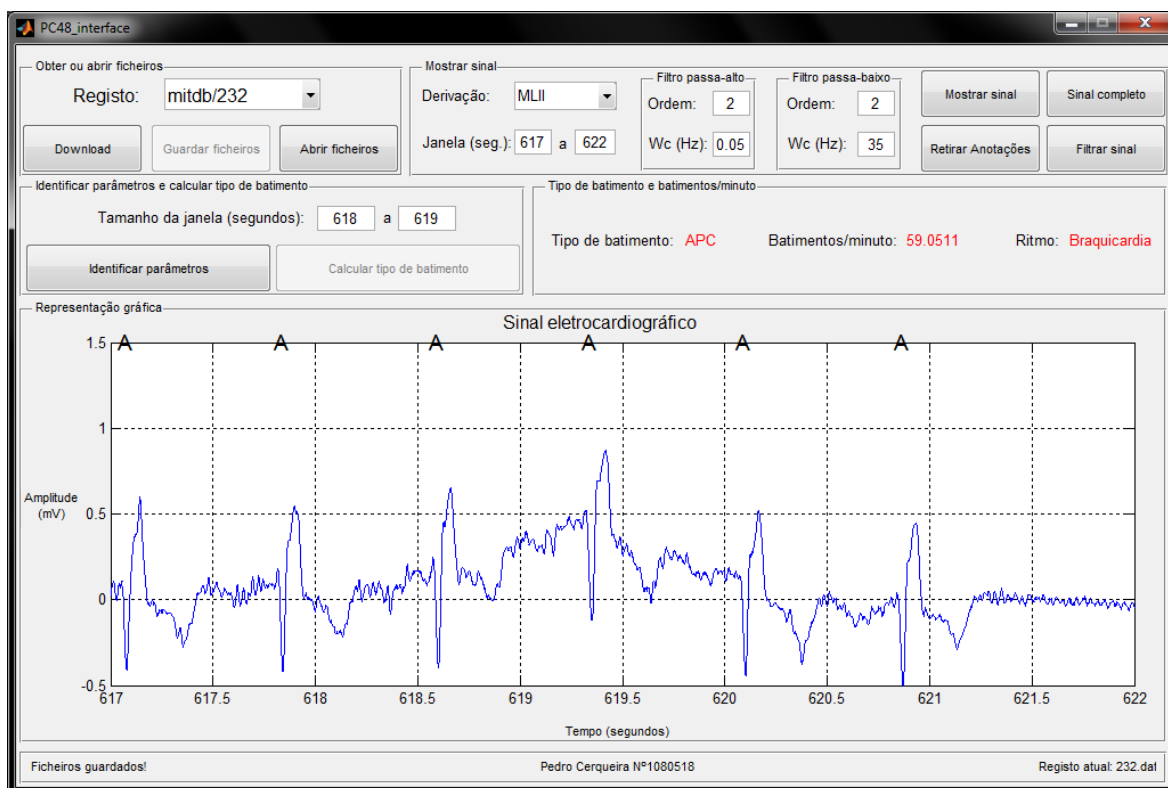 PC48_interface
Obter ou abrir ficheiros
Registo: mitdb/232
Download Guardar ficheiros Abrir ficheiros
Mostrar sinal
Derivação: MLII
Janela (seg.): 617 a 622
Filtro passa-alto
Ordem: 2
Wc (Hz): 0.05
Filtro passa-baixo
Ordem: 2
Wc (Hz): 35
Mostrar sinal Sinal completo
Retirar Anotações Filtrar sinal
Identificar parâmetros e calcular tipo de batimento
Tamanho da janela (segundos): 618 a 619
Identificar parâmetros Calcular tipo de batimento
Tipo de batimento e batimentos/minuto
Tipo de batimento: APC Batimentos/minuto: 59.0511 Ritmo: Braquicardia
Representação gráfica
Sinal eletrocardiográfico
A A A A A A
1.5
1
0.5
0
-0.5
Amplitude
(mV)
617 617.5 618 618.5 619 619.5 620 620.5 621 621.5 622
Tempo (segundos)
Ficheiros guardados! Pedro Cerqueira Nº1080518 Registo atual: 232.dat